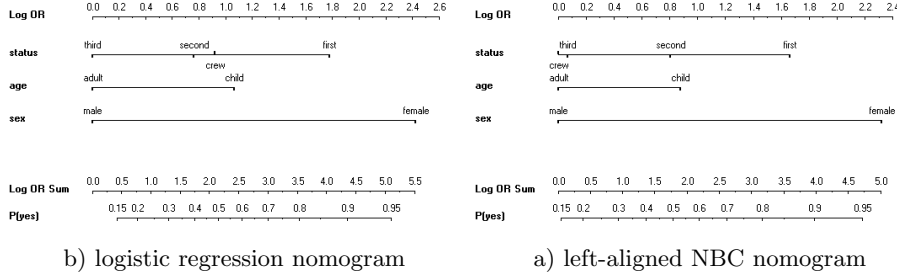 Log OR
0.0 0.2 0.4 0.6 0.8 1.0 1.2 1.4 1.6 1.8 2.0 2.2 2.4 2.6
status
third second first
crew
age
adult child
sex
male female
Log OR Sum
0.0 0.5 1.0 1.5 2.0 2.5 3.0 3.5 4.0 4.5 5.0 5.5
P(yes)
0.15 0.2 0.3 0.4 0.5 0.6 0.7 0.8 0.9 0.95
b) logistic regression nomogram
Log OR
0.0 0.2 0.4 0.6 0.8 1.0 1.2 1.4 1.6 1.8 2.0 2.2 2.4
status
third second first
crew
age
adult child
sex
male female
Log OR Sum
0.0 0.5 1.0 1.5 2.0 2.5 3.0 3.5 4.0 4.5 5.0
P(yes)
0.15 0.2 0.3 0.4 0.5 0.6 0.7 0.8 0.9 0.95
a) left-aligned NBC nomogram